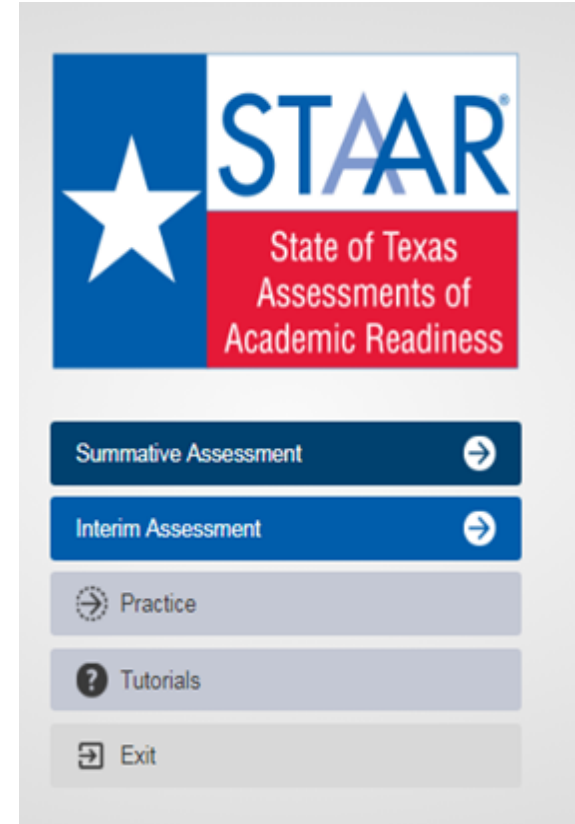 STAAR®
State of Texas
Assessments of
Academic Readiness
Summative Assessment
Interim Assessment
Practice
? Tutorials
Exit